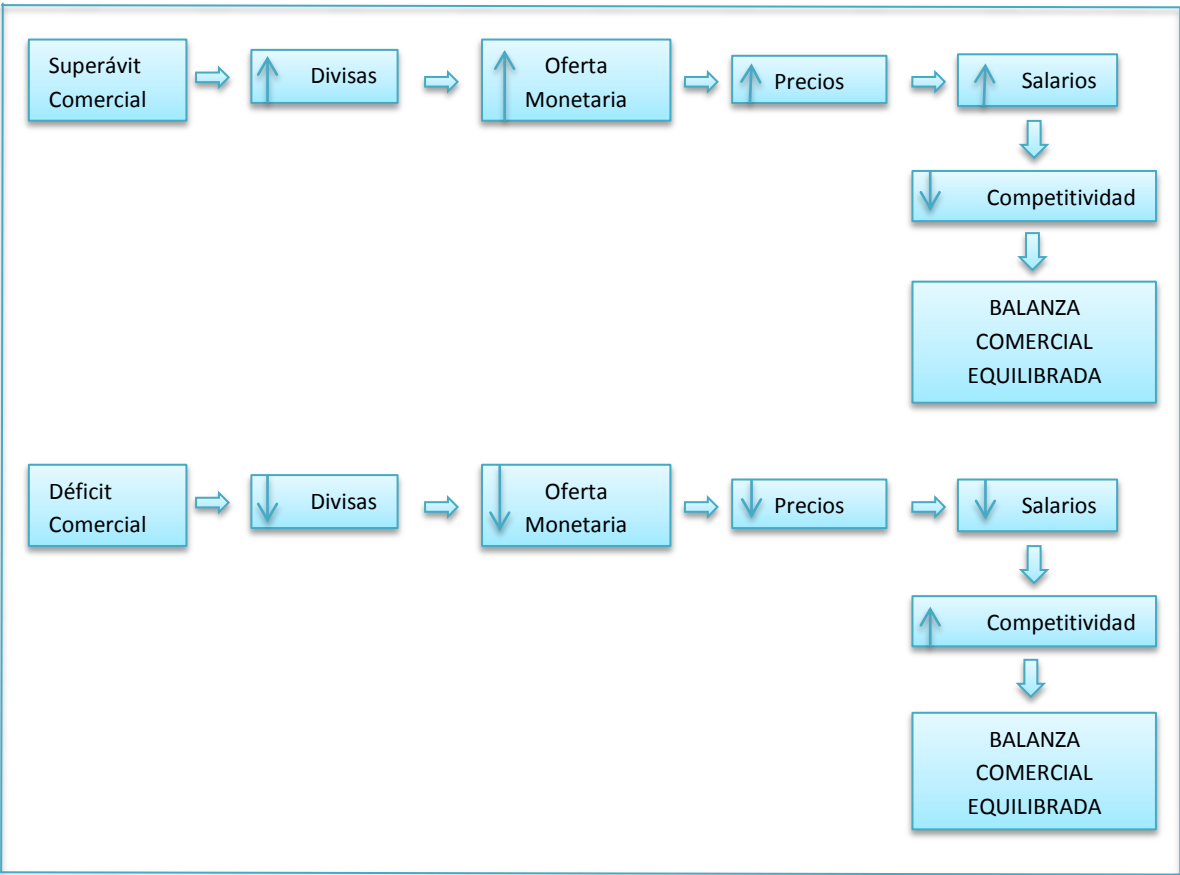 Superávit
Comercial
Divisas
Oferta
Monetaria
Precios
Salarios
Competitividad
BALANZA
COMERCIAL
EQUILIBRADA
Déficit
Comercial
Divisas
Oferta
Monetaria
Precios
Salarios
Competitividad
BALANZA
COMERCIAL
EQUILIBRADA